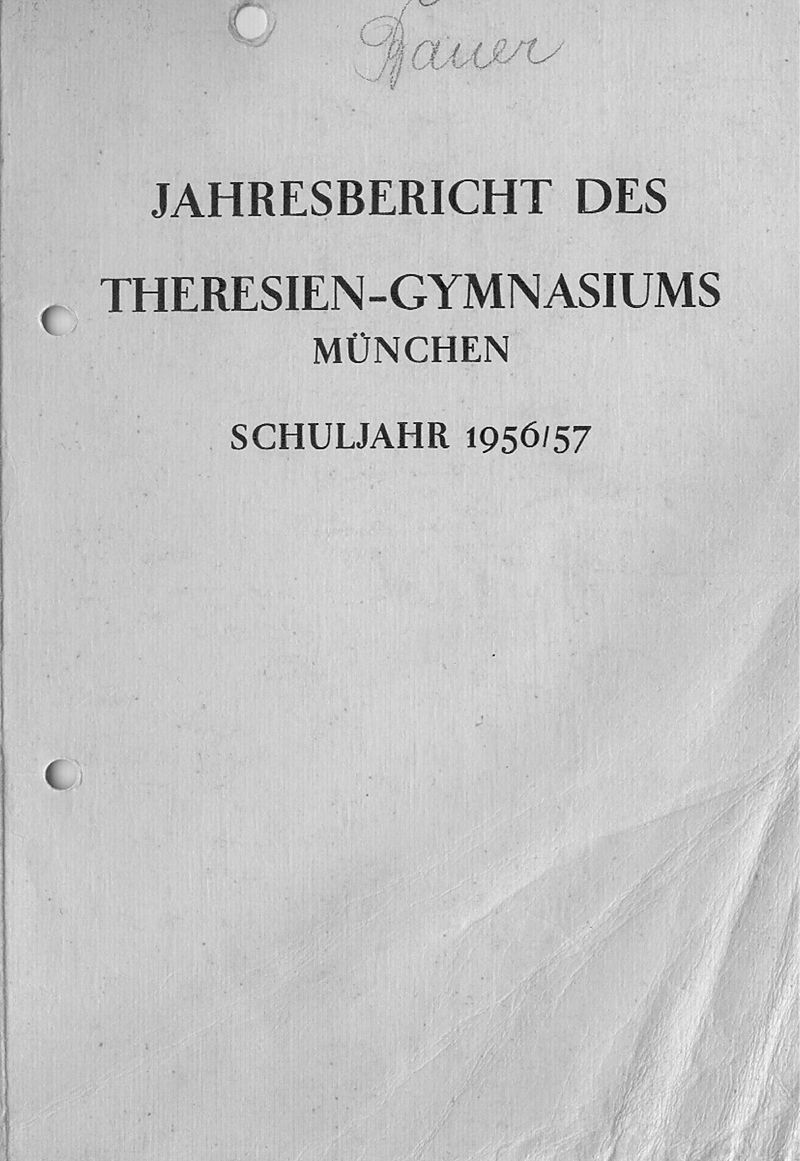 Bauer
JAHRESBERICHT DES
THERESIEN-GYMNASIUMS
MÜNCHEN
SCHULJAHR 1956/57